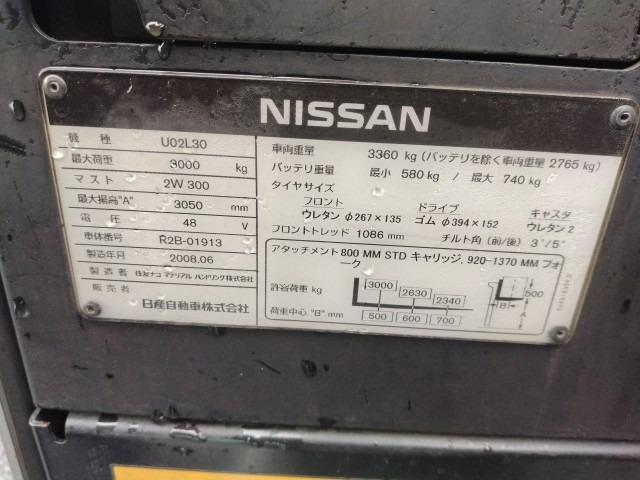 NISSAN
機 種 U02L30
最大荷重 3000 kg
マスト 2W 300
最大揚高"A" 3050 mm
電 圧 48 V
車体番号 R2B-01913
製造年月 2008.06
製造者 住友ナコ マテリアル ハンドリング株式会社
販売者 日産自動車株式会社
車両重量 3360 kg (バッテリを除く車両重量 2765 kg)
バッテリ重量 最小 580 kg / 最大 740 kg
タイヤサイズ
フロント ドライブ キャスタ
ウレタン φ267×135 ゴム φ394×152 ウレタン 2
フロントトレッド 1086 mm チルト角 (前/後) 3°/5°
アタッチメント 800 MM STD キャリッジ, 920-1370 MM フォ
ーク
許容荷重 kg 3000 2630 2340
荷重中心 "B" mm 500 600 700
500
B
A